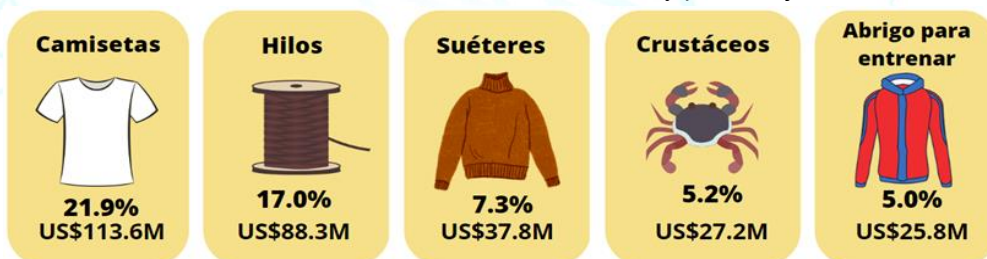 Camisetas
21.9%
US$113.6M
Hilos
17.0%
US$88.3M
Suéteres
7.3%
US$37.8M
Crustáceos
5.2%
US$27.2M
Abrigo para
entrenar
5.0%
US$25.8M